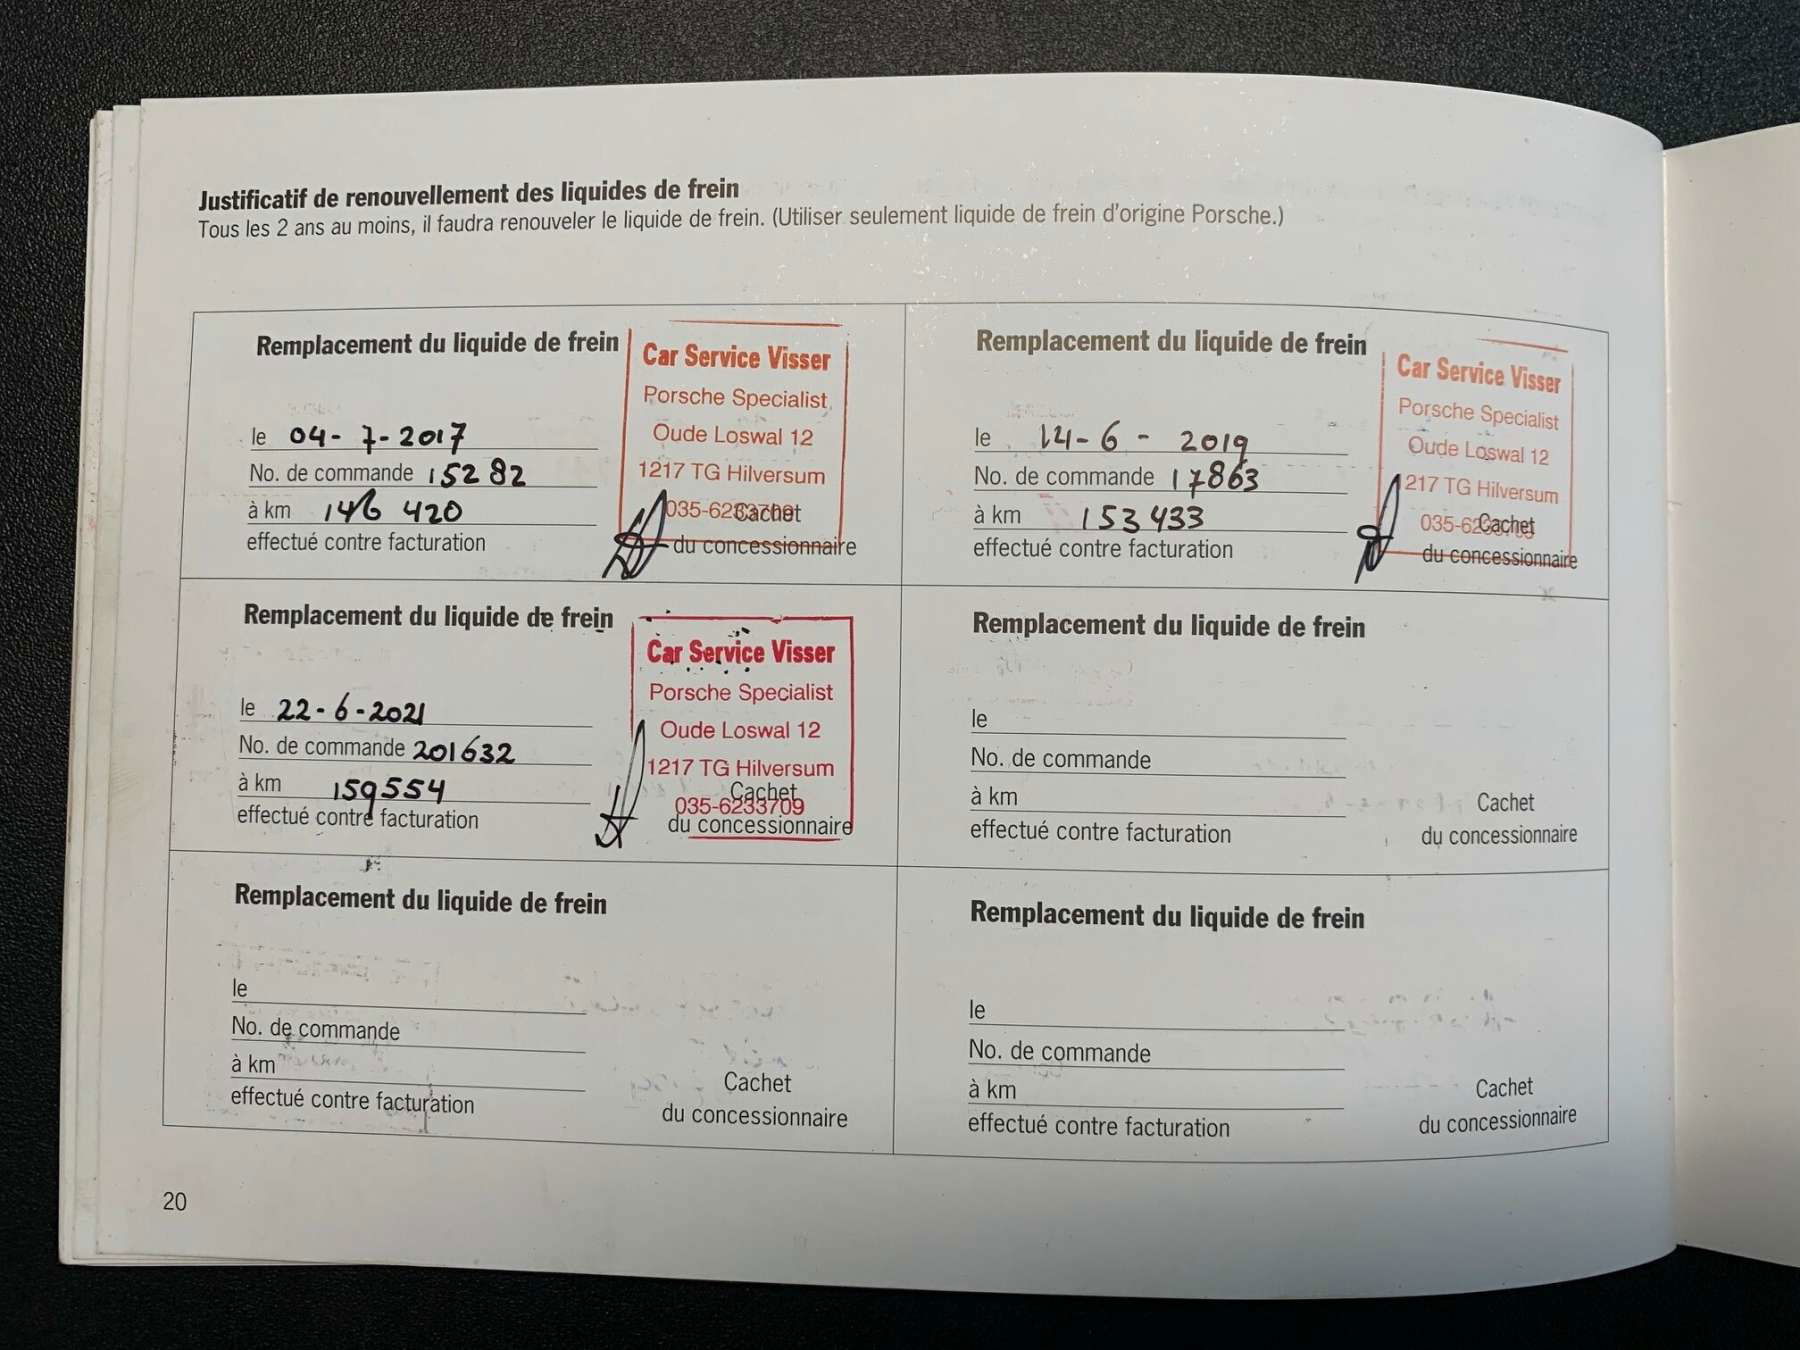 Justificatif de renouvellement des liquides de frein
Tous les 2 ans au moins, il faudra renouveler le liquide de frein. (Utiliser seulement liquide de frein d'origine Porsche.)
Remplacement du liquide de frein
le 04-7-2017
No. de commande 15282
à km 146 420
effectué contre facturation
Car Service Visser
Porsche Specialist
Oude Loswal 12
1217 TG Hilversum
035-6233709
Cachet
du concessionnaire
Remplacement du liquide de frein
le 14-6-2019
No. de commande 17863
à km 153433
effectué contre facturation
Car Service Visser
Porsche Specialist
Oude Loswal 12
1217 TG Hilversum
035-6233709
Cachet
du concessionnaire
Remplacement du liquide de frein
le 22-6-2021
No. de commande 201632
à km 159554
effectué contre facturation
Car Service Visser
Porsche Specialist
Oude Loswal 12
1217 TG Hilversum
035-6233709
Cachet
du concessionnaire
Remplacement du liquide de frein
le
No. de commande
à km
effectué contre facturation
Cachet
du concessionnaire
Remplacement du liquide de frein
le
No. de commande
à km
effectué contre facturation
Cachet
du concessionnaire
Remplacement du liquide de frein
le
No. de commande
à km
effectué contre facturation
Cachet
du concessionnaire
20